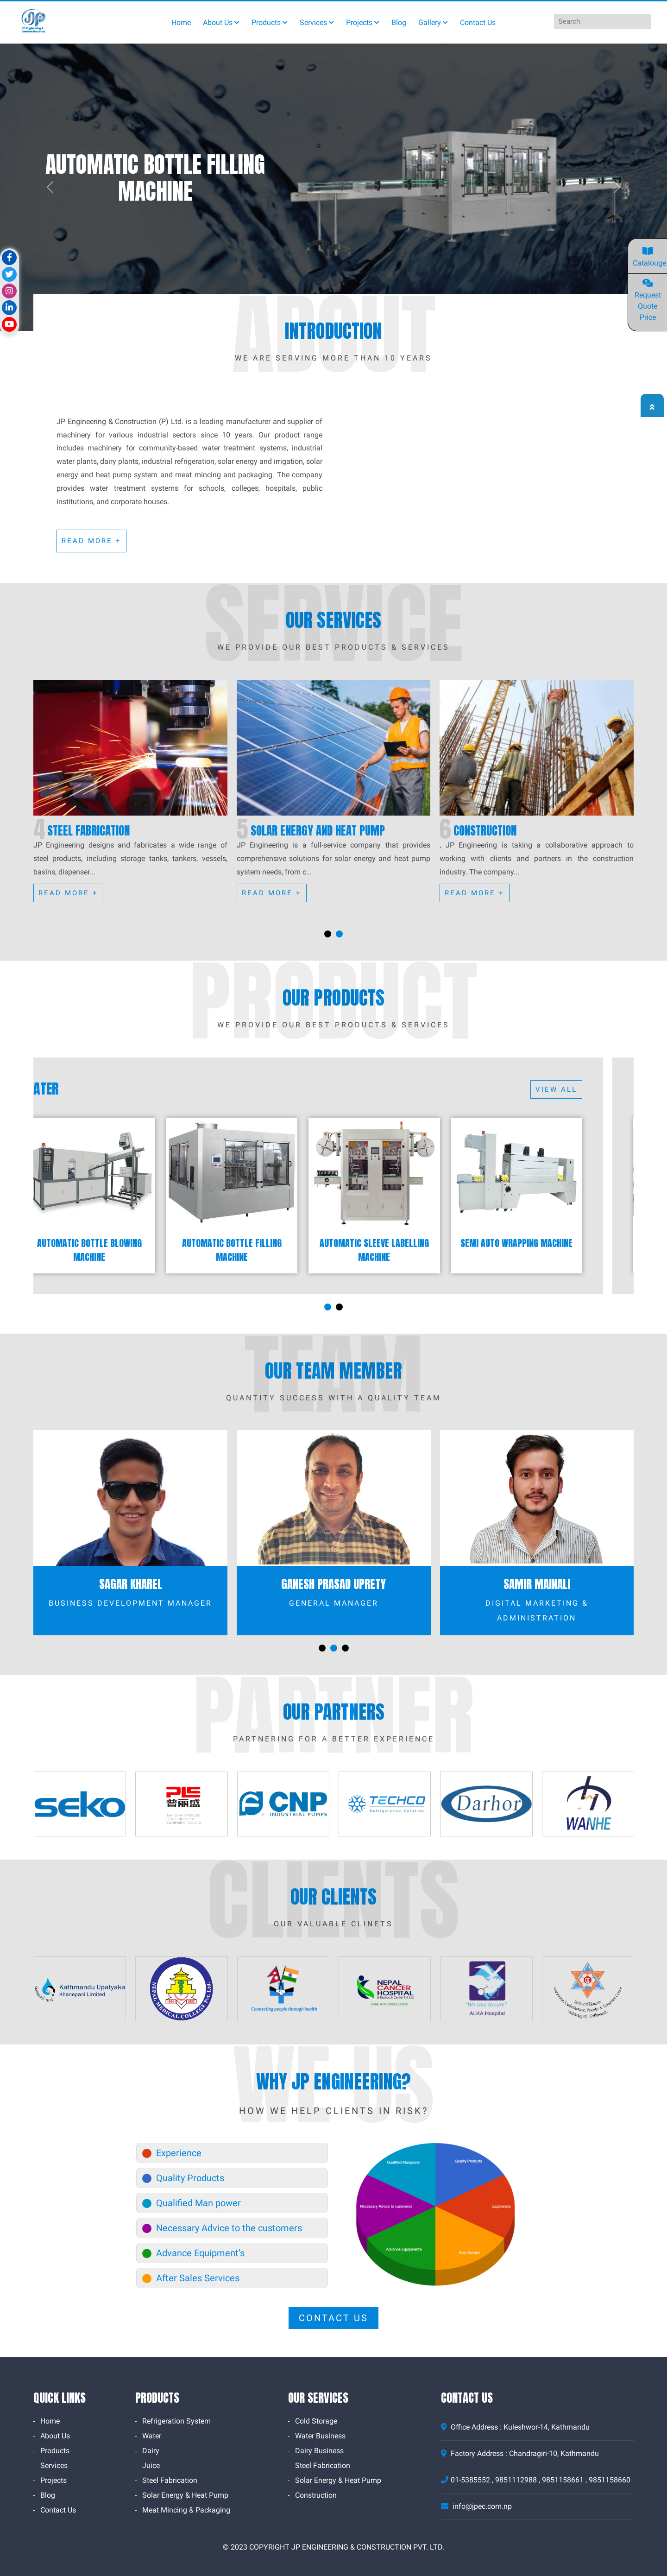 JP
JP Engineering &
Construction (P) Ltd.
Home
About Us
Products
Services
Projects
Blog
Gallery
Contact Us
Search
AUTOMATIC BOTTLE FILLING
MACHINE
Catalouge
Request
Quote
Price
ABOUT
INTRODUCTION
WE ARE SERVING MORE THAN 10 YEARS
JP Engineering & Construction (P) Ltd. is a leading manufacturer and supplier of
machinery for various industrial sectors since 10 years. Our product range
includes machinery for community-based water treatment systems, industrial
water plants, dairy plants, industrial refrigeration, solar energy and irrigation, solar
energy and heat pump system and meat mincing and packaging. The company
provides water treatment systems for schools, colleges, hospitals, public
institutions, and corporate houses.
READ MORE +
SERVICE
OUR SERVICES
WE PROVIDE OUR BEST PRODUCTS & SERVICES
4 STEEL FABRICATION
JP Engineering designs and fabricates a wide range of
steel products, including storage tanks, tankers, vessels,
basins, dispenser...
READ MORE +
5 SOLAR ENERGY AND HEAT PUMP
JP Engineering is a full-service company that provides
comprehensive solutions for solar energy and heat pump
system needs, from c...
READ MORE +
6 CONSTRUCTION
, JP Engineering is taking a collaborative approach to
working with clients and partners in the construction
industry. The company...
READ MORE +
PRODUCT
OUR PRODUCTS
WE PROVIDE OUR BEST PRODUCTS & SERVICES
ATER
VIEW ALL
AUTOMATIC BOTTLE BLOWING
MACHINE
AUTOMATIC BOTTLE FILLING
MACHINE
AUTOMATIC SLEEVE LABELLING
MACHINE
SEMI AUTO WRAPPING MACHINE
TEAM
OUR TEAM MEMBER
QUANTITY SUCCESS WITH A QUALITY TEAM
SAGAR KHAREL
BUSINESS DEVELOPMENT MANAGER
GANESH PRASAD UPRETY
GENERAL MANAGER
SAMIR MAINALI
DIGITAL MARKETING &
ADMINISTRATION
PARTNER
OUR PARTNERS
PARTNERING FOR A BETTER EXPERIENCE
seko
PLS
普丽盛
CNP
INDUSTRIAL PUMPS
TECHCO
Refrigeration Solution
Darhor
WANHE
CLIENTS
OUR CLIENTS
OUR VALUABLE CLINETS
Kathmandu Upatyaka
Khanepani Limited
NEPAL MEDICAL COLLEGE PVT. LTD.
Connecting people through health
NEPAL
CANCER
HOSPITAL
"We care to cure"
ALKA Hospital
WE US
WHY JP ENGINEERING?
HOW WE HELP CLIENTS IN RISK?
Experience
Quality Products
Qualified Man power
Necessary Advice to the customers
Advance Equipment's
After Sales Services
Qualified Manpower
Quality Products
Necessary Advice to customers
Experience
Advance Equipment's
CONTACT US
QUICK LINKS
- Home
- About Us
- Products
- Services
- Projects
- Blog
- Contact Us
PRODUCTS
- Refrigeration System
- Water
- Dairy
- Juice
- Steel Fabrication
- Solar Energy & Heat Pump
- Meat Mincing & Packaging
OUR SERVICES
- Cold Storage
- Water Business
- Dairy Business
- Steel Fabrication
- Solar Energy & Heat Pump
- Construction
CONTACT US
Office Address : Kuleshwor-14, Kathmandu
Factory Address : Chandragiri-10, Kathmandu
01-5385552 , 9851112988 , 9851158661 , 9851158660
info@jpec.com.np
© 2023 COPYRIGHT JP ENGINEERING & CONSTRUCTION PVT. LTD.